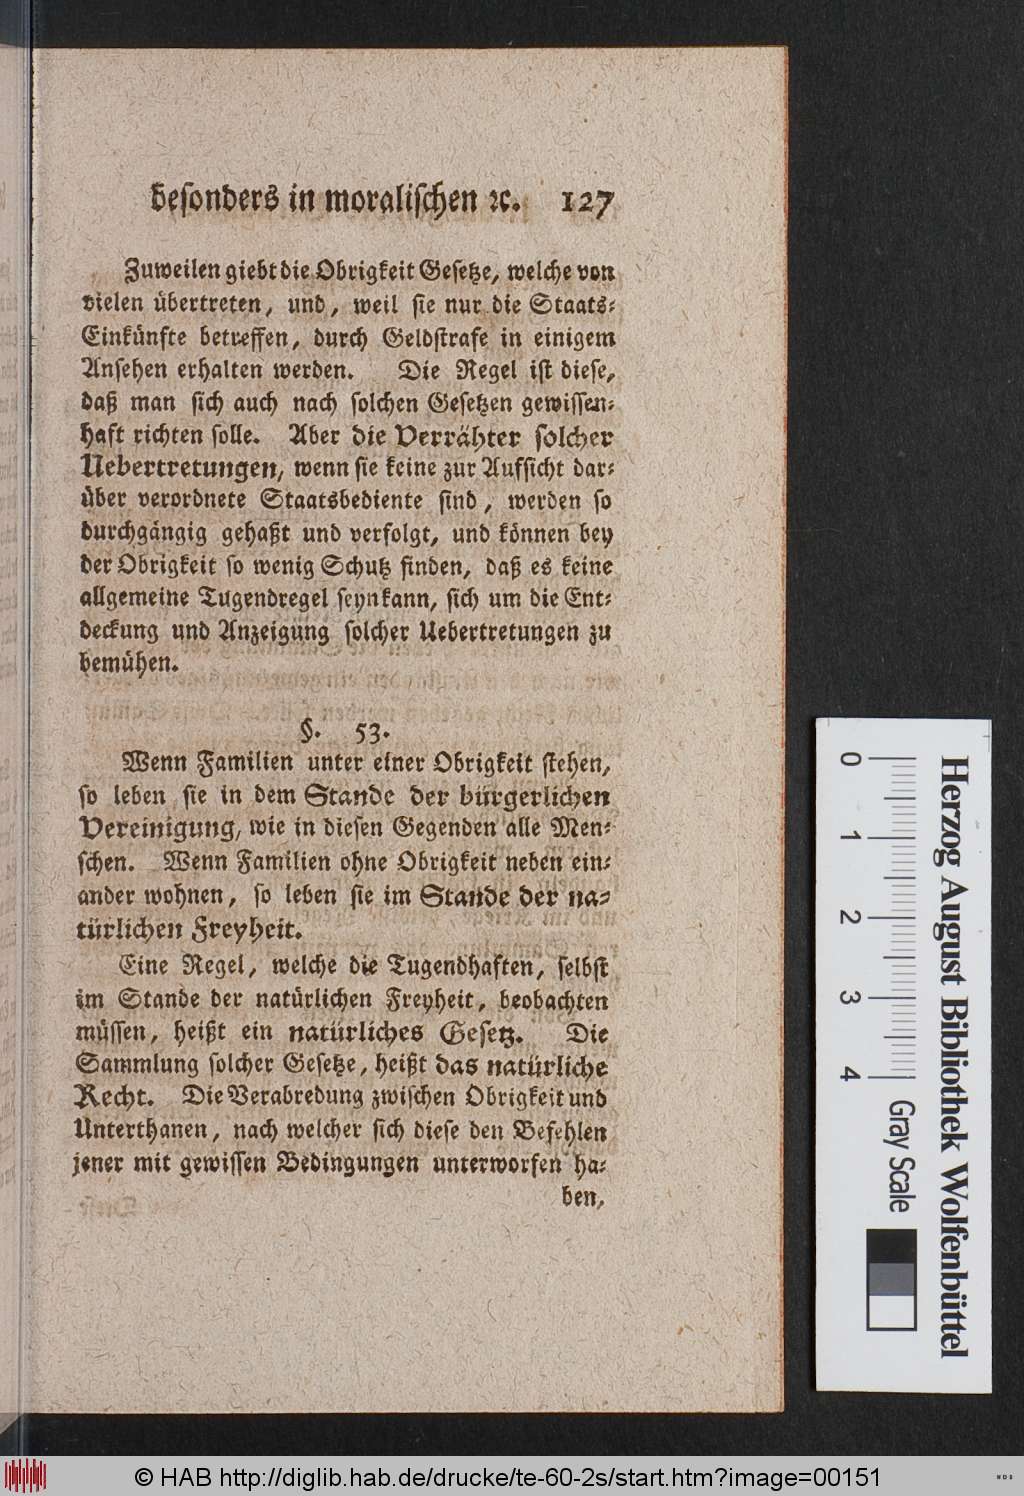 besonders in moralischen ꝛc. 127
Zuweilen giebt die Obrigkeit Gesetze, welche von
vielen übertreten, und, weil sie nur die Staats-
Einkünfte betreffen, durch Geldstrafe in einigem
Ansehen erhalten werden. Die Regel ist diese,
daß man sich auch nach solchen Gesetzen gewissen-
haft richten solle. Aber die Verrähter solcher
Uebertretungen, wenn sie keine zur Aufsicht dar-
über verordnete Staatsbediente sind, werden so
durchgängig gehaßt und verfolgt, und können bey
der Obrigkeit so wenig Schutz finden, daß es keine
allgemeine Tugendregel seyn kann, sich um die Ent-
deckung und Anzeigung solcher Uebertretungen zu
bemühen.
§. 53.
Wenn Familien unter einer Obrigkeit stehen,
so leben sie in dem Stande der bürgerlichen
Vereinigung, wie in diesen Gegenden alle Men-
schen. Wenn Familien ohne Obrigkeit neben ein-
ander wohnen, so leben sie im Stande der na-
türlichen Freyheit.
Eine Regel, welche die Tugendhaften, selbst
im Stande der natürlichen Freyheit, beobachten
müssen, heißt ein natürliches Gesetz. Die
Sammlung solcher Gesetze, heißt das natürliche
Recht. Die Verabredung zwischen Obrigkeit und
Unterthanen, nach welcher sich diese den Befehlen
jener mit gewissen Bedingungen unterworfen ha-
ben,
Herzog August Bibliothek Wolfenbüttel
0 1 2 3 4 Gray Scale
© HAB http://diglib.hab.de/drucke/te-60-2s/start.htm?image=00151